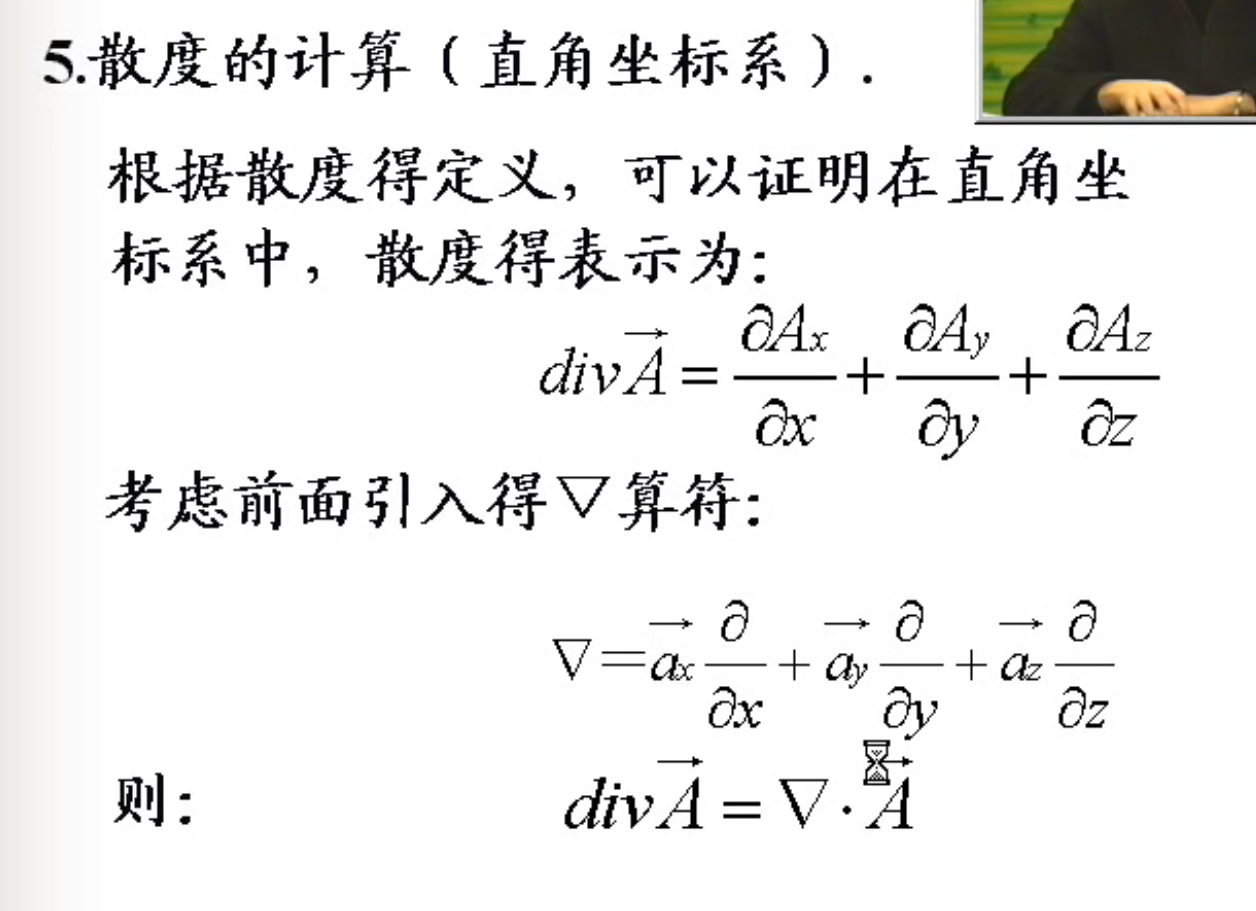 5.散度的计算（直角坐标系）.
根据散度得定义，可以证明在直角坐
标系中，散度得表示为:
$div\vec{A}=\frac{\partial A_x}{\partial x}+\frac{\partial A_y}{\partial y}+\frac{\partial A_z}{\partial z}$
考虑前面引入得▽算符:
$\nabla=\vec{a_x}\frac{\partial}{\partial x}+\vec{a_y}\frac{\partial}{\partial y}+\vec{a_z}\frac{\partial}{\partial z}$
则: $div\vec{A}=\nabla\cdot\vec{A}$